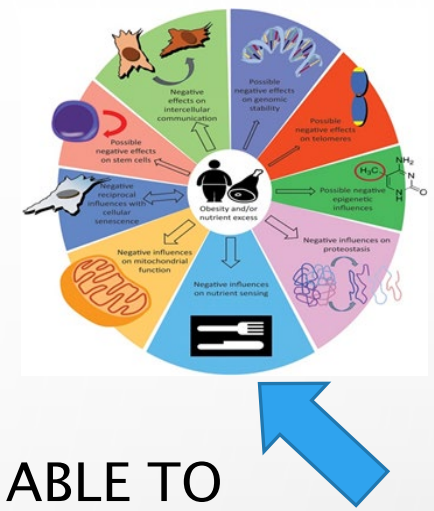 Negative
effects on
intercellular
communication
Possible
negative effects
on genomic
stability
Possible
negative effects
on telomeres
Possible negative
epigenetic
influences
NH₂
H₃C
N
N
H
O
Negative influences on
proteostasis
Negative influences
on nutrient sensing
Negative influences
on mitochondrial
function
Negative
reciprocal
influences with
cellular
senescence
Possible
negative effects
on stem cells
Obesity and/or
nutrient excess
ABLE TO